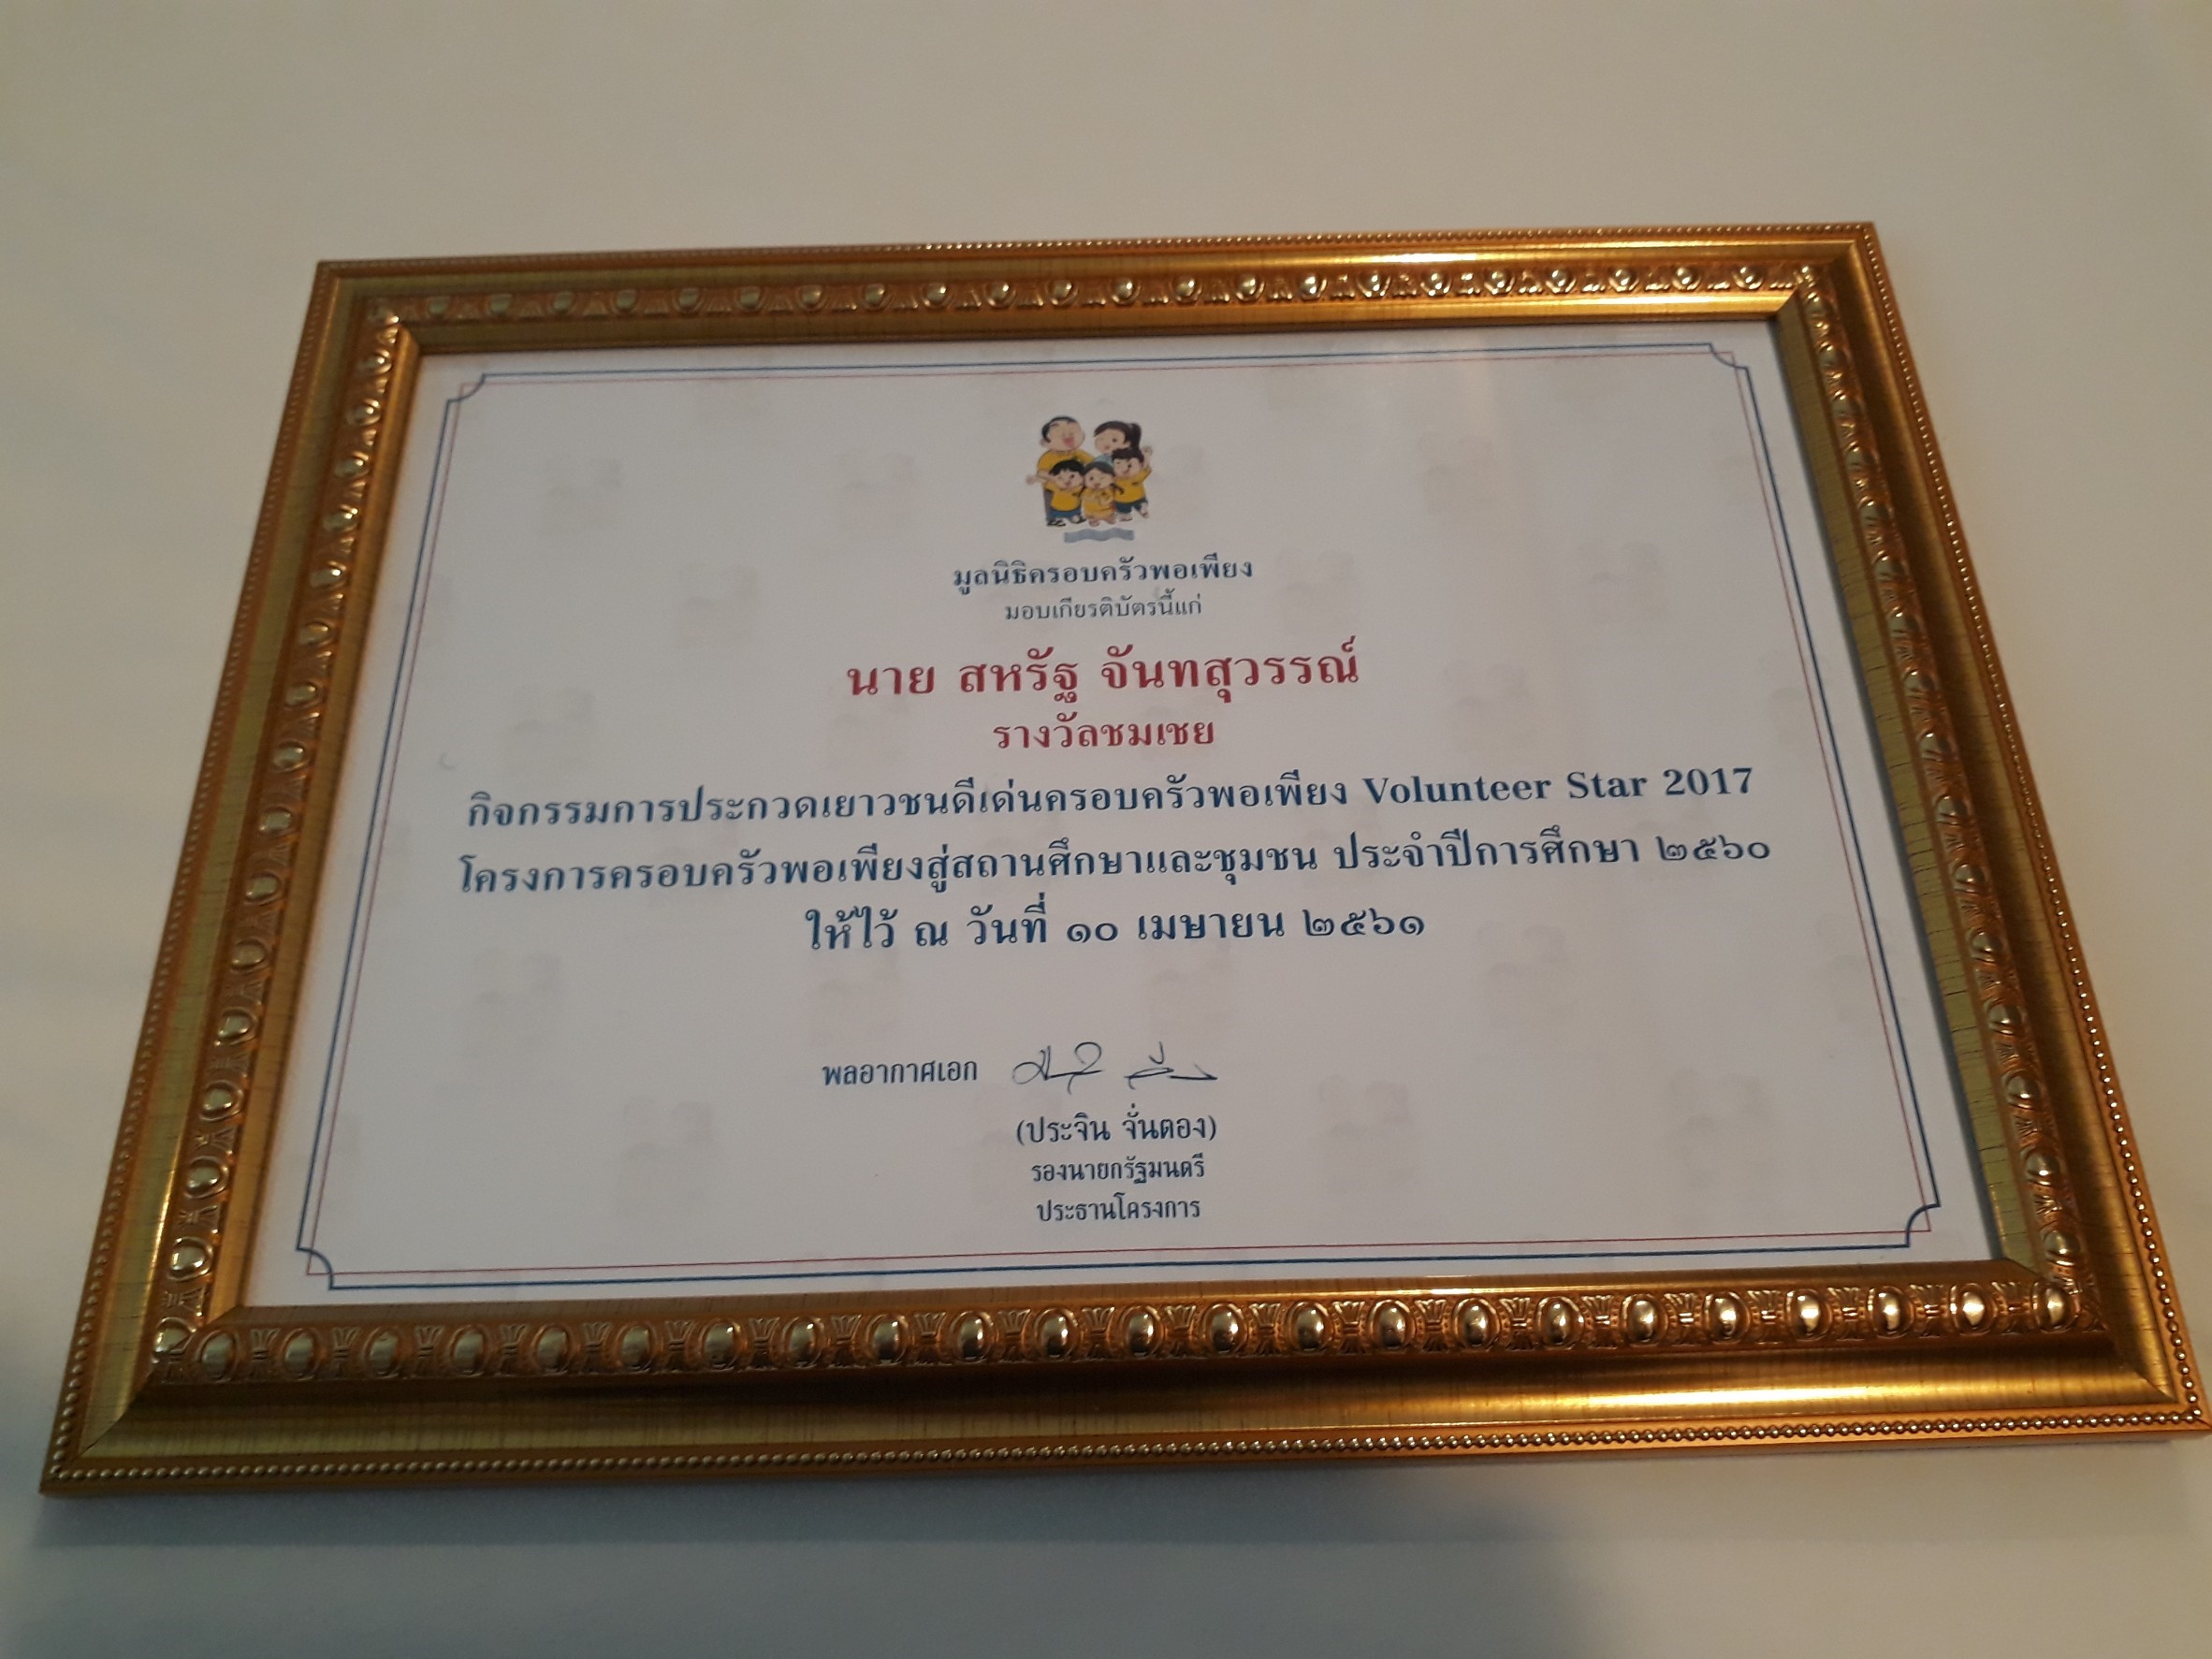 มูลนิธิครอบครัวพอเพียง
มอบเกียรติบัตรนี้แก่
นาย สหรัฐ จันทสุวรรณ์
รางวัลชมเชย
กิจกรรมการประกวดเยาวชนดีเด่นครอบครัวพอเพียง Volunteer Star 2017
โครงการครอบครัวพอเพียงสู่สถานศึกษาและชุมชน ประจำปีการศึกษา ๒๕๖๐
ให้ไว้ ณ วันที่ ๑๐ เมษายน ๒๕๖๑
พลอากาศเอก
(ประจิน จั่นตอง)
รองนายกรัฐมนตรี
ประธานโครงการ